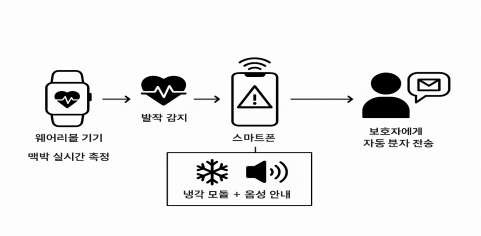 웨어러블 기기
맥박 실시간 측정
발작 감지
스마트폰
보호자에게
자동 문자 전송
냉각 모듈 + 음성 안내